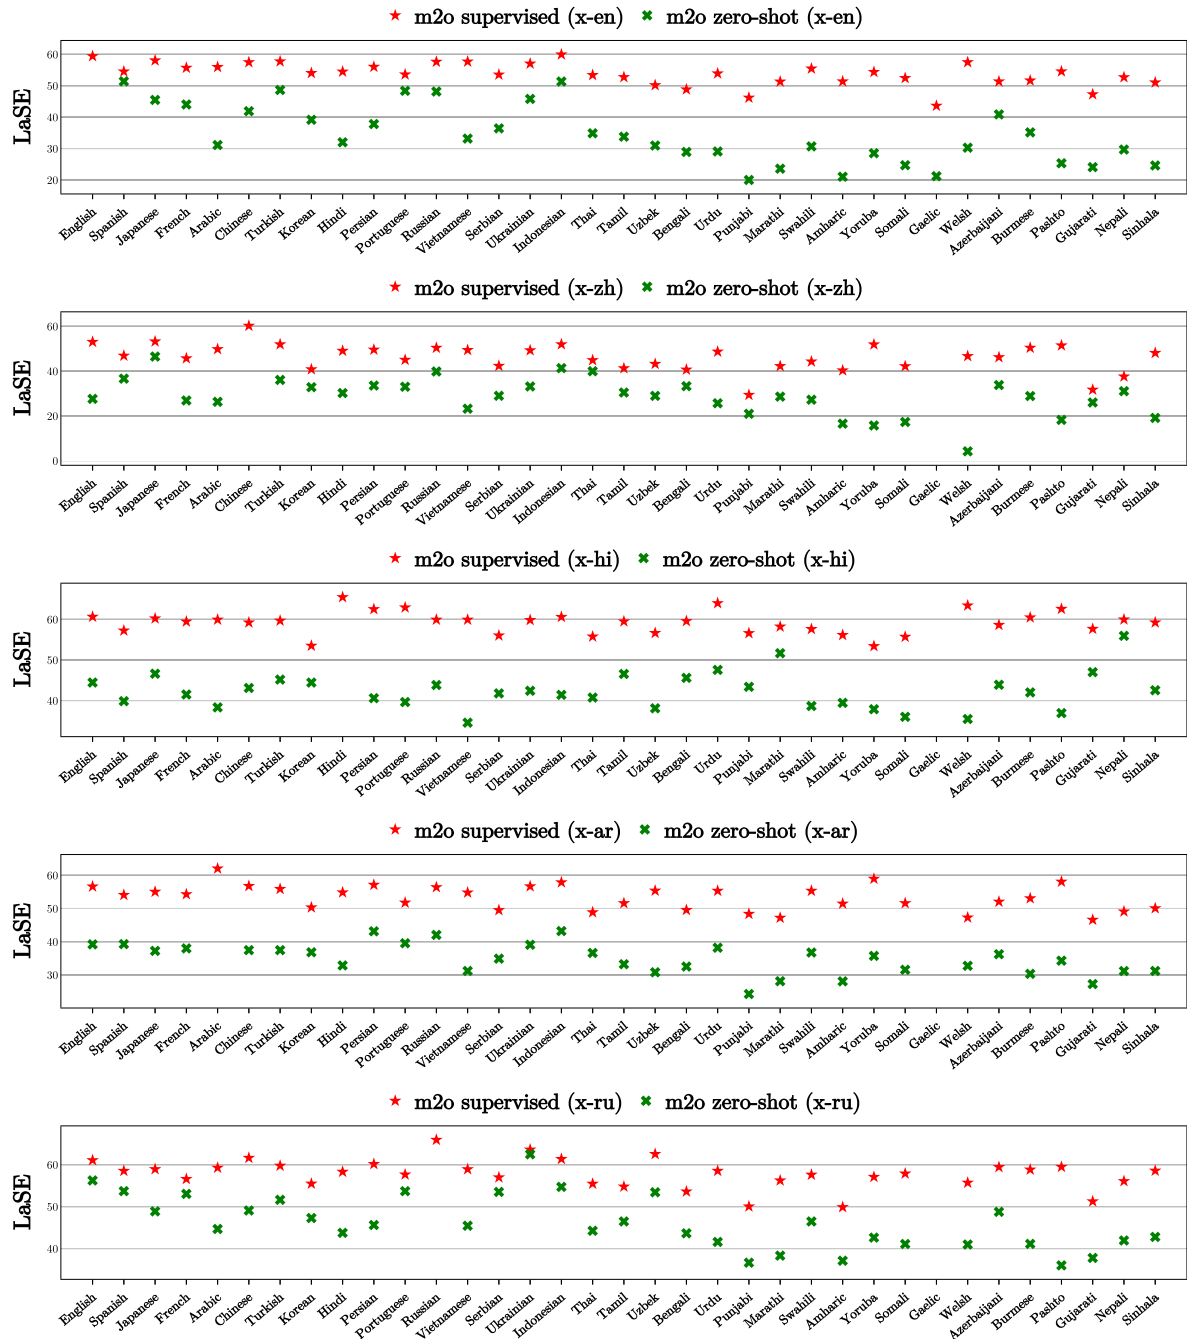 m2o supervised (x-en) m2o zero-shot (x-en)
LaSE
60
50
40
30
20
English Spanish Japanese French Arabic Chinese Turkish Korean Hindi Persian Portuguese Russian Vietnamese Serbian Ukrainian Indonesian Thai Tamil Uzbek Bengali Urdu Punjabi Marathi Swahili Amharic Yoruba Somali Gaelic Welsh Azerbaijani Burmese Pashto Gujarati Nepali Sinhala
m2o supervised (x-zh) m2o zero-shot (x-zh)
LaSE
60
40
20
0
English Spanish Japanese French Arabic Chinese Turkish Korean Hindi Persian Portuguese Russian Vietnamese Serbian Ukrainian Indonesian Thai Tamil Uzbek Bengali Urdu Punjabi Marathi Swahili Amharic Yoruba Somali Gaelic Welsh Azerbaijani Burmese Pashto Gujarati Nepali Sinhala
m2o supervised (x-hi) m2o zero-shot (x-hi)
LaSE
60
50
40
English Spanish Japanese French Arabic Chinese Turkish Korean Hindi Persian Portuguese Russian Vietnamese Serbian Ukrainian Indonesian Thai Tamil Uzbek Bengali Urdu Punjabi Marathi Swahili Amharic Yoruba Somali Gaelic Welsh Azerbaijani Burmese Pashto Gujarati Nepali Sinhala
m2o supervised (x-ar) m2o zero-shot (x-ar)
LaSE
60
50
40
30
English Spanish Japanese French Arabic Chinese Turkish Korean Hindi Persian Portuguese Russian Vietnamese Serbian Ukrainian Indonesian Thai Tamil Uzbek Bengali Urdu Punjabi Marathi Swahili Amharic Yoruba Somali Gaelic Welsh Azerbaijani Burmese Pashto Gujarati Nepali Sinhala
m2o supervised (x-ru) m2o zero-shot (x-ru)
LaSE
60
50
40
English Spanish Japanese French Arabic Chinese Turkish Korean Hindi Persian Portuguese Russian Vietnamese Serbian Ukrainian Indonesian Thai Tamil Uzbek Bengali Urdu Punjabi Marathi Swahili Amharic Yoruba Somali Gaelic Welsh Azerbaijani Burmese Pashto Gujarati Nepali Sinhala